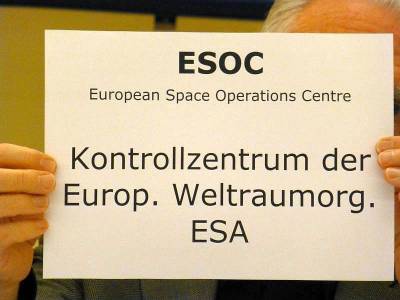 ESOC
European Space Operations Centre
Kontrollzentrum der
Europ. Weltraumorg.
ESA